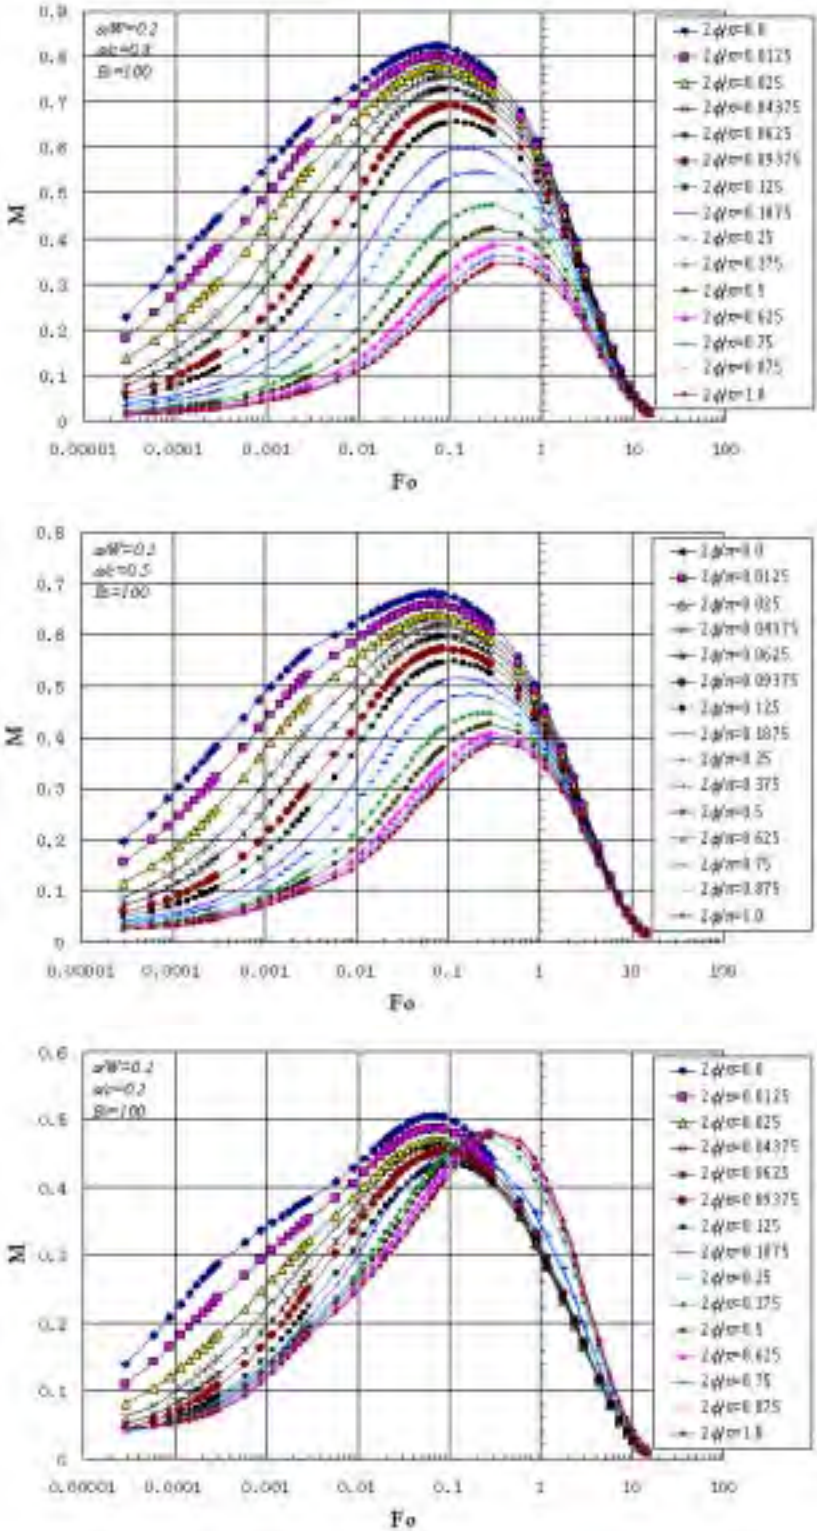 a/W=0.2
a/c=0.8
Bi=100
M
0.9
0.8
0.7
0.6
0.5
0.4
0.3
0.2
0.1
0
0.00001
0.0001
0.001
0.01
0.1
1
10
100
Fo
2φ/π=0.0
2φ/π=0.0125
2φ/π=0.025
2φ/π=0.04375
2φ/π=0.0625
2φ/π=0.09375
2φ/π=0.125
2φ/π=0.1875
2φ/π=0.25
2φ/π=0.375
2φ/π=0.5
2φ/π=0.625
2φ/π=0.75
2φ/π=0.875
2φ/π=1.0
a/W=0.2
a/c=0.5
Bi=100
M
0.8
0.7
0.6
0.5
0.4
0.3
0.2
0.1
0
0.00001
0.0001
0.001
0.01
0.1
1
10
100
Fo
2φ/π=0.0
2φ/π=0.0125
2φ/π=0.025
2φ/π=0.04375
2φ/π=0.0625
2φ/π=0.09375
2φ/π=0.125
2φ/π=0.1875
2φ/π=0.25
2φ/π=0.375
2φ/π=0.5
2φ/π=0.625
2φ/π=0.75
2φ/π=0.875
2φ/π=1.0
a/W=0.2
a/c=0.2
Bi=100
M
0.6
0.5
0.4
0.3
0.2
0.1
0
0.00001
0.0001
0.001
0.01
0.1
1
10
100
Fo
2φ/π=0.0
2φ/π=0.0125
2φ/π=0.025
2φ/π=0.04375
2φ/π=0.0625
2φ/π=0.09375
2φ/π=0.125
2φ/π=0.1875
2φ/π=0.25
2φ/π=0.375
2φ/π=0.5
2φ/π=0.625
2φ/π=0.75
2φ/π=0.875
2φ/π=1.0